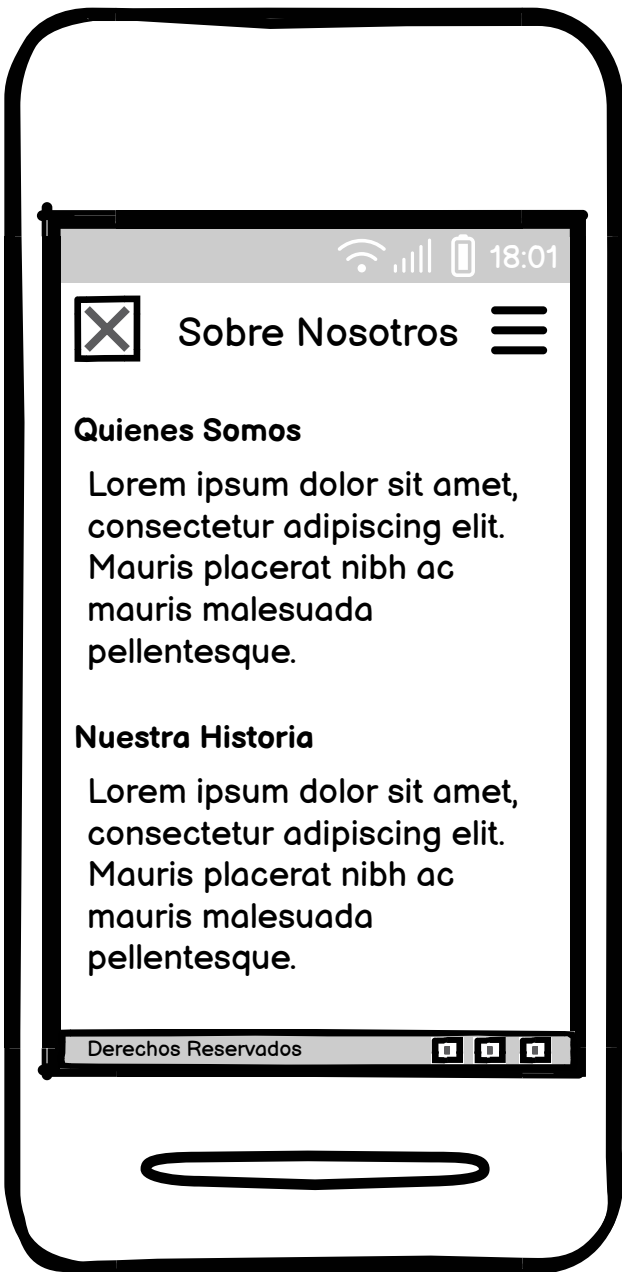 18:01
Sobre Nosotros
Quienes Somos
Lorem ipsum dolor sit amet,
consectetur adipiscing elit.
Mauris placerat nibh ac
mauris malesuada
pellentesque.
Nuestra Historia
Lorem ipsum dolor sit amet,
consectetur adipiscing elit.
Mauris placerat nibh ac
mauris malesuada
pellentesque.
Derechos Reservados